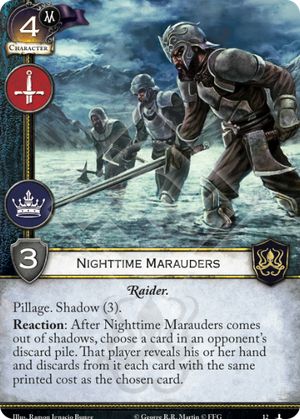 4
CHARACTER
3
NIGHTTIME MARAUDERS
Raider.
Pillage. Shadow (3).
Reaction: After Nighttime Marauders comes
out of shadows, choose a card in an opponent's
discard pile. That player reveals his or her hand
and discards from it each card with the same
printed cost as the chosen card.
Illus. Ramon Ignacio Bunge
© George R.R. Martin © FFG
12